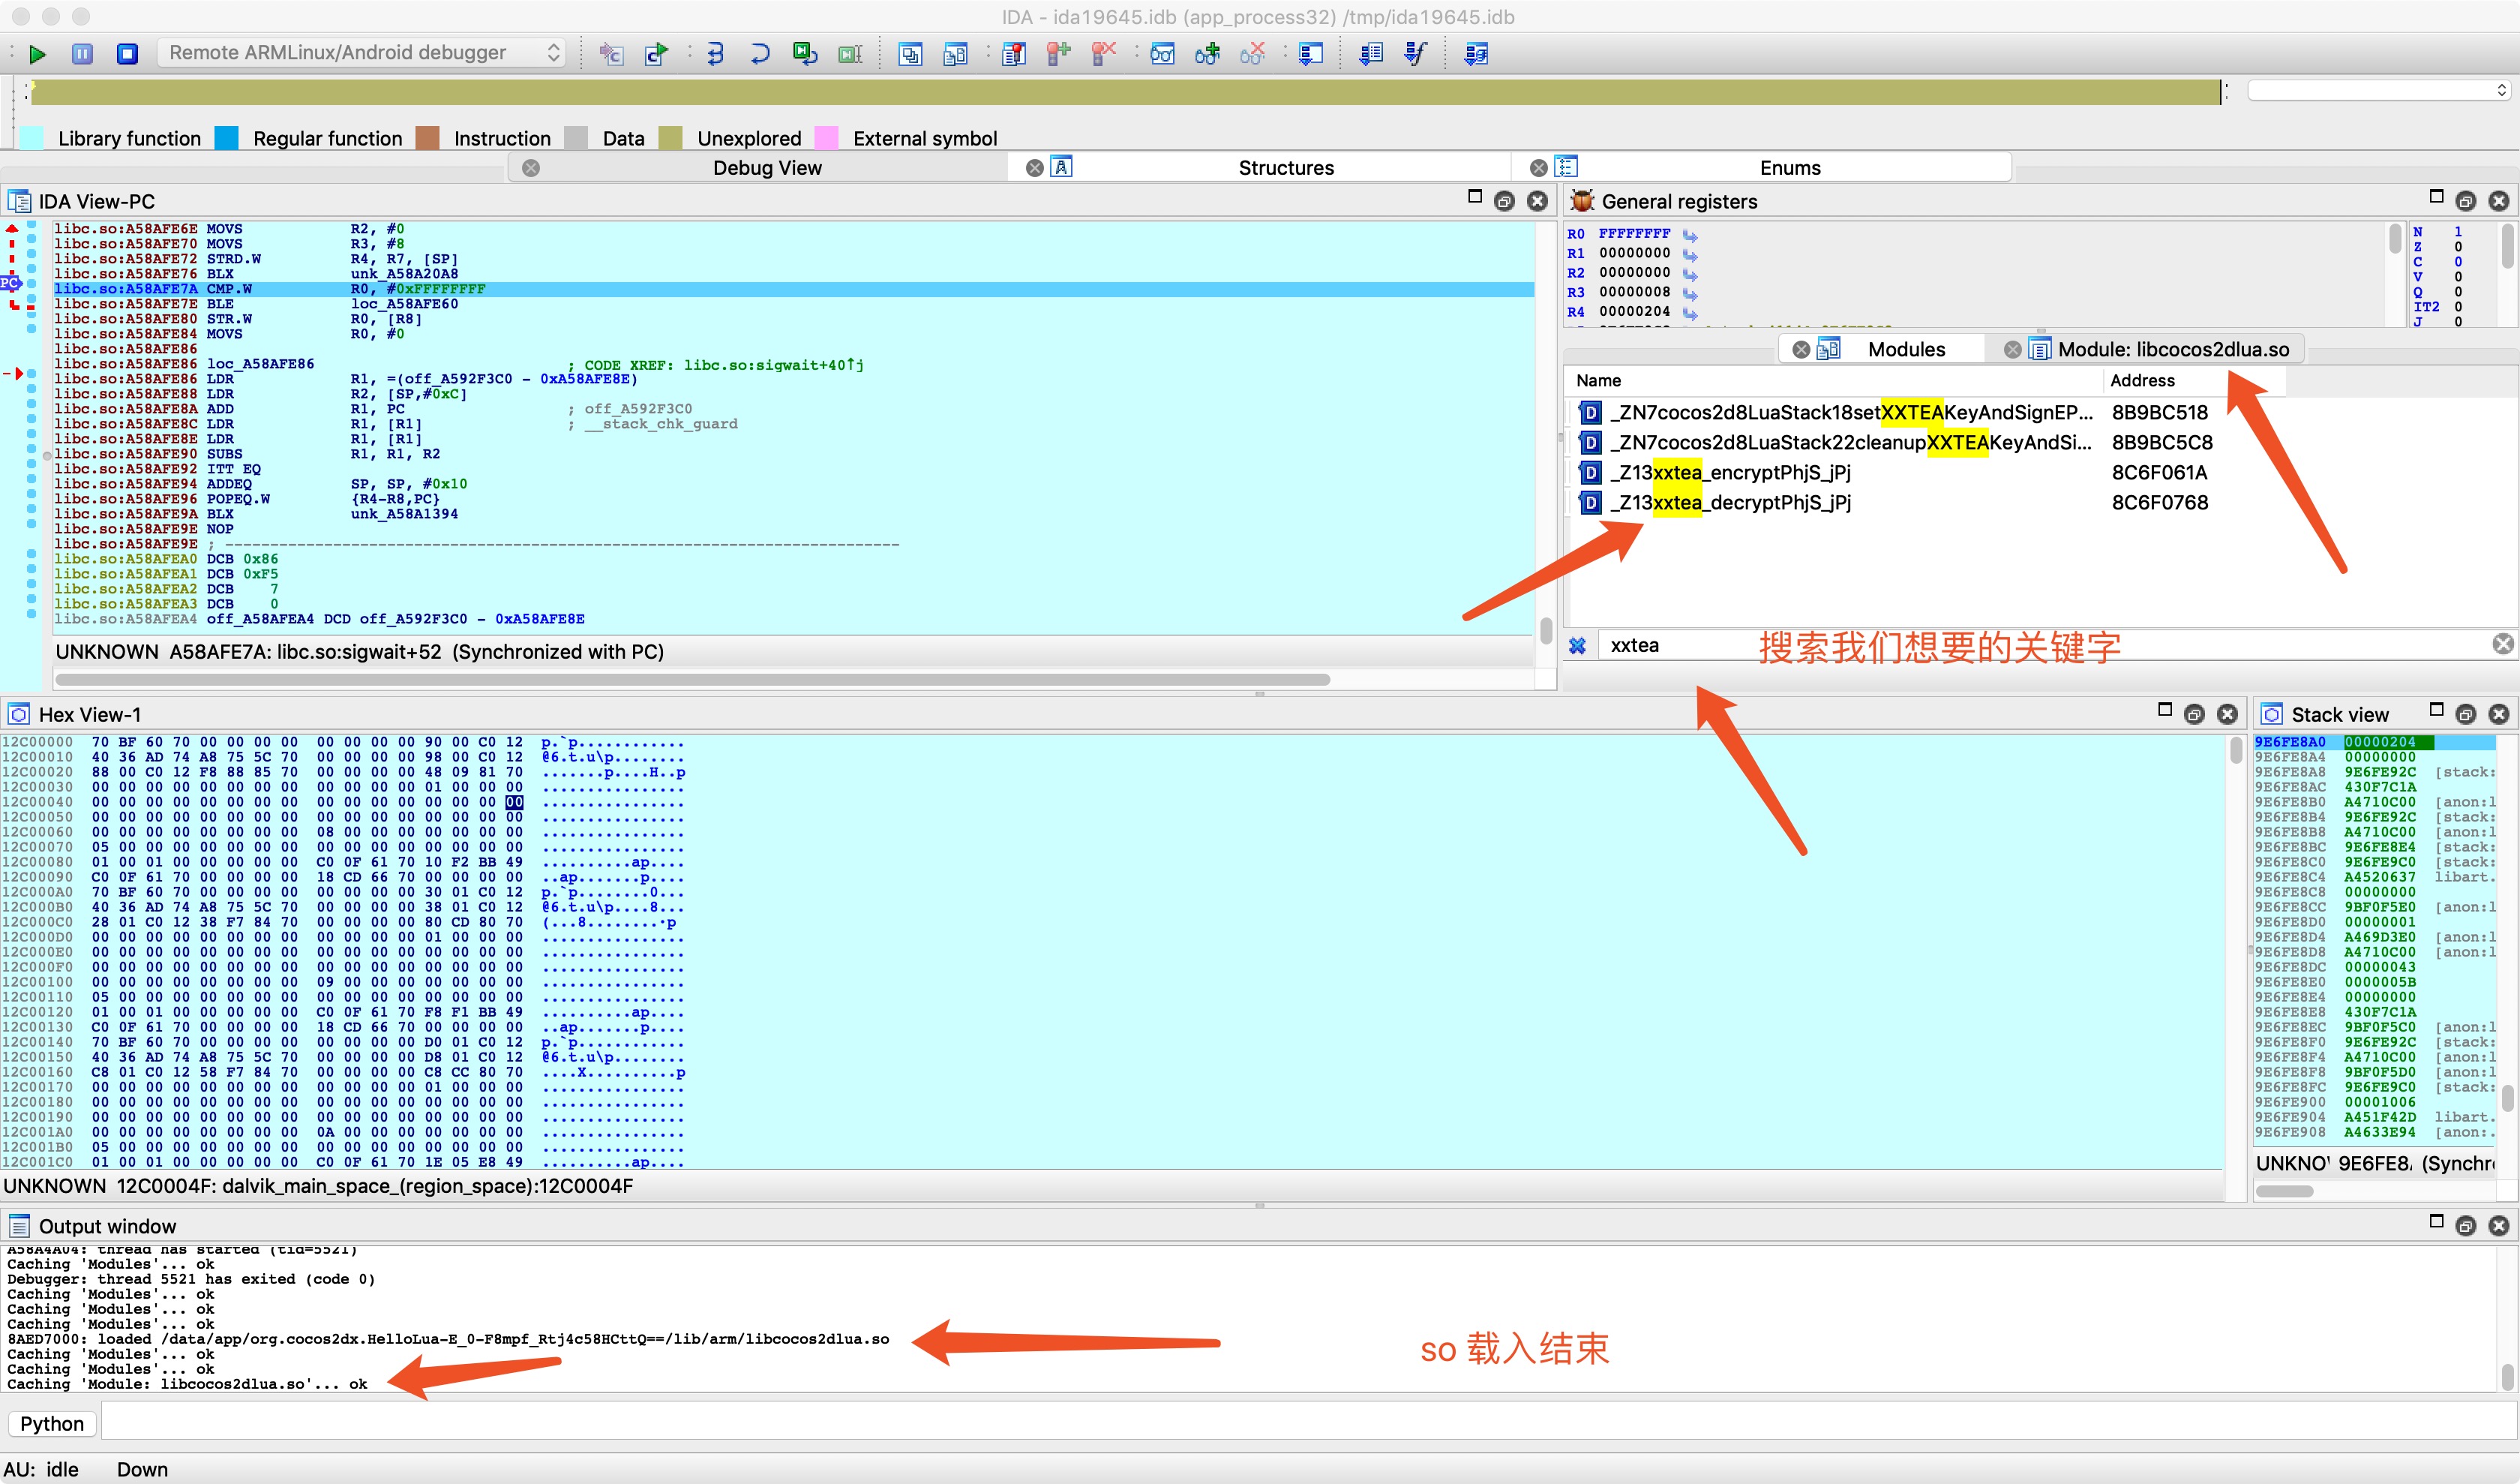 IDA - ida19645.idb (app_process32) /tmp/ida19645.idb
Remote ARMLinux/Android debugger
Library function Regular function Instruction Data Unexplored External symbol
Debug View Structures Enums
IDA View-PC
libc.so:A58AFE6E MOVS R2, #0
libc.so:A58AFE70 MOVS R3, #8
libc.so:A58AFE72 STRD.W R4, R7, [SP]
libc.so:A58AFE76 BLX unk_A58A20A8
PC
libc.so:A58AFE7A CMP.W R0, #0xFFFFFFFF
libc.so:A58AFE7E BLE loc_A58AFE60
libc.so:A58AFE80 STR.W R0, [R8]
libc.so:A58AFE84 MOVS R0, #0
libc.so:A58AFE86
libc.so:A58AFE86 loc_A58AFE86 ; CODE XREF: libc.so:sigwait+40↑j
libc.so:A58AFE86 LDR R1, =(off_A592F3C0 - 0xA58AFE8E)
libc.so:A58AFE88 LDR R2, [SP,#0xC]
libc.so:A58AFE8A ADD R1, PC ; off_A592F3C0
libc.so:A58AFE8C LDR R1, [R1] ; __stack_chk_guard
libc.so:A58AFE8E LDR R1, [R1]
libc.so:A58AFE90 SUBS R1, R1, R2
libc.so:A58AFE92 ITT EQ
libc.so:A58AFE94 ADDEQ SP, SP, #0x10
libc.so:A58AFE96 POPEQ.W {R4-R8,PC}
libc.so:A58AFE9A BLX unk_A58A1394
libc.so:A58AFE9E NOP
libc.so:A58AFE9E ; ---------------------------------------------------------------------------
libc.so:A58AFEA0 DCB 0x86
libc.so:A58AFEA1 DCB 0xF5
libc.so:A58AFEA2 DCB 7
libc.so:A58AFEA3 DCB 0
libc.so:A58AFEA4 off_A58AFEA4 DCD off_A592F3C0 - 0xA58AFE8E
UNKNOWN A58AFE7A: libc.so:sigwait+52 (Synchronized with PC)
General registers
R0 FFFFFFFF
R1 00000000
R2 00000000
R3 00000008
R4 00000204
N 1
Z 0
C 0
V 0
Q 0
IT2 0
J 0
Modules Module: libcocos2dlua.so
Name Address
_ZN7cocos2d8LuaStack18setXXTEAKeyAndSignEP... 8B9BC518
_ZN7cocos2d8LuaStack22cleanupXXTEAKeyAndSi... 8B9BC5C8
_Z13xxtea_encryptPhjS_jPj 8C6F061A
_Z13xxtea_decryptPhjS_jPj 8C6F0768
xxtea
搜索我们想要的关键字
Hex View-1
12C00000 70 BF 60 70 00 00 00 00 00 00 00 00 90 00 C0 12 p.`p............
12C00010 40 36 AD 74 A8 75 5C 70 00 00 00 00 98 00 C0 12 @6.t.u\p........
12C00020 88 00 C0 12 F8 88 85 70 00 00 00 00 48 09 81 70 .......p....H..p
12C00030 00 00 00 00 00 00 00 00 00 00 00 00 01 00 00 00 ................
12C00040 00 00 00 00 00 00 00 00 00 00 00 00 00 00 00 00 ................
12C00050 00 00 00 00 00 00 00 00 00 00 00 00 00 00 00 00 ................
12C00060 00 00 00 00 00 00 00 00 08 00 00 00 00 00 00 00 ................
12C00070 05 00 00 00 00 00 00 00 00 00 00 00 00 00 00 00 ................
12C00080 01 00 01 00 00 00 00 00 C0 0F 61 70 10 F2 BB 49 ..........ap....
12C00090 C0 0F 61 70 00 00 00 00 18 CD 66 70 00 00 00 00 ..ap.......p....
12C000A0 70 BF 60 70 00 00 00 00 00 00 00 00 30 01 C0 12 p.`p........0...
12C000B0 40 36 AD 74 A8 75 5C 70 00 00 00 00 38 01 C0 12 @6.t.u\p....8...
12C000C0 28 01 C0 12 38 F7 84 70 00 00 00 00 80 CD 80 70 (...8.........·p
12C000D0 00 00 00 00 00 00 00 00 00 00 00 00 01 00 00 00 ................
12C000E0 00 00 00 00 00 00 00 00 00 00 00 00 00 00 00 00 ................
12C000F0 00 00 00 00 00 00 00 00 00 00 00 00 00 00 00 00 ................
12C00100 00 00 00 00 00 00 00 00 09 00 00 00 00 00 00 00 ................
12C00110 05 00 00 00 00 00 00 00 00 00 00 00 00 00 00 00 ................
12C00120 01 00 01 00 00 00 00 00 C0 0F 61 70 F8 F1 BB 49 ..........ap....
12C00130 C0 0F 61 70 00 00 00 00 18 CD 66 70 00 00 00 00 ..ap.......p....
12C00140 70 BF 60 70 00 00 00 00 00 00 00 00 D0 01 C0 12 p.`p............
12C00150 40 36 AD 74 A8 75 5C 70 00 00 00 00 D8 01 C0 12 @6.t.u\p........
12C00160 C8 01 C0 12 58 F7 84 70 00 00 00 00 C8 CC 80 70 ....X..........p
12C00170 00 00 00 00 00 00 00 00 00 00 00 00 01 00 00 00 ................
12C00180 00 00 00 00 00 00 00 00 00 00 00 00 00 00 00 00 ................
12C00190 00 00 00 00 00 00 00 00 00 00 00 00 00 00 00 00 ................
12C001A0 00 00 00 00 00 00 00 00 0A 00 00 00 00 00 00 00 ................
12C001B0 05 00 00 00 00 00 00 00 00 00 00 00 00 00 00 00 ................
12C001C0 01 00 01 00 00 00 00 00 C0 0F 61 70 1E 05 E8 49 ..........ap....
UNKNOWN 12C0004F: dalvik_main_space_(region_space):12C0004F
Stack view
9E6FE8A0 00000204
9E6FE8A4 00000000
9E6FE8A8 9E6FE92C [stack:
9E6FE8AC 430F7C1A
9E6FE8B0 A4710C00 [anon:l
9E6FE8B4 9E6FE92C [stack:
9E6FE8B8 A4710C00 [anon:l
9E6FE8BC 9E6FE8E4 [stack:
9E6FE8C0 9E6FE9C0 [stack:
9E6FE8C4 A4520637 libart.
9E6FE8C8 00000000
9E6FE8CC 9BF0F5E0 [anon:l
9E6FE8D0 00000001
9E6FE8D4 A469D3E0 [anon:l
9E6FE8D8 A4710C00 [anon:l
9E6FE8DC 00000043
9E6FE8E0 0000005B
9E6FE8E4 00000000
9E6FE8E8 430F7C1A
9E6FE8EC 9BF0F5C0 [anon:l
9E6FE8F0 9E6FE92C [stack:
9E6FE8F4 A4710C00 [anon:l
9E6FE8F8 9BF0F5D0 [anon:l
9E6FE8FC 9E6FE9C0 [stack:
9E6FE900 00001006
9E6FE904 A451F42D libart.
9E6FE908 A4633E94 [anon:.
UNKNO 9E6FE8 (Synchr
Output window
A58A4A04: thread has started (tid=5521)
Caching 'Modules'... ok
Debugger: thread 5521 has exited (code 0)
Caching 'Modules'... ok
Caching 'Modules'... ok
Caching 'Modules'... ok
8AED7000: loaded /data/app/org.cocos2dx.HelloLua-E_0-F8mpf_Rtj4c58HCttQ==/lib/arm/libcocos2dlua.so
Caching 'Modules'... ok
Caching 'Modules'... ok
Caching 'Module: libcocos2dlua.so'... ok
so 载入结束
Python
AU: idle Down